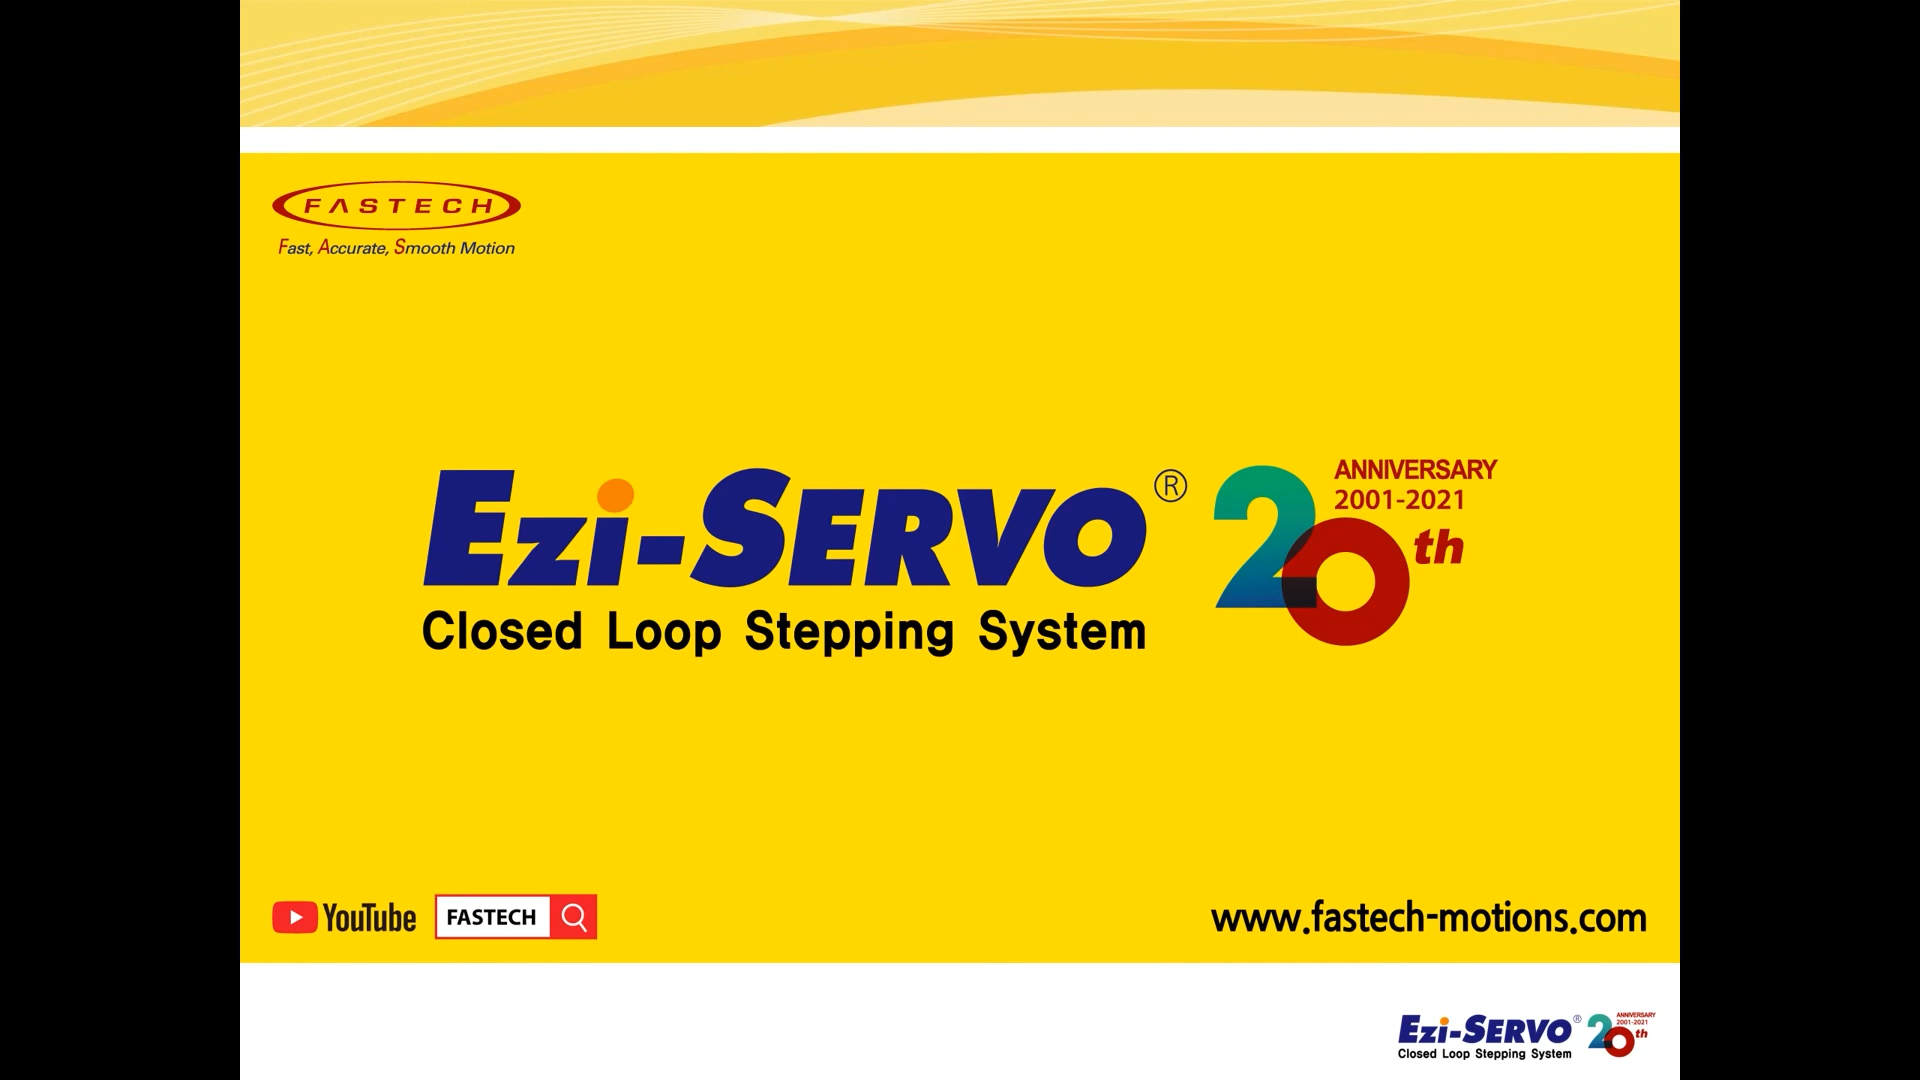 FASTECH
Fast, Accurate, Smooth Motion
Ezi-SERVO®
Closed Loop Stepping System
20th
ANNIVERSARY
2001-2021
YouTube
FASTECH
www.fastech-motions.com
Ezi-SERVO®
Closed Loop Stepping System
20th
ANNIVERSARY
2001-2021